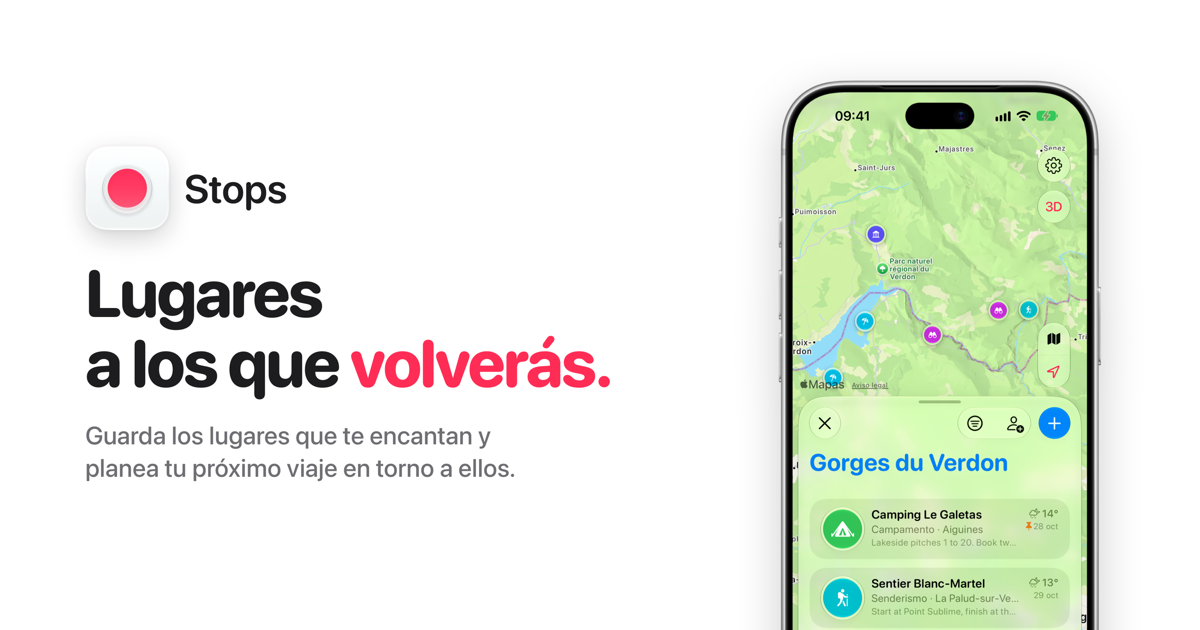 Stops
Lugares
a los que volverás.
Guarda los lugares que te encantan y
planea tu próximo viaje en torno a ellos.
09:41
Majastres
Senez
Saint-Jurs
3D
Puimoisson
Parc naturel
régional du
Verdon
roix-
rdon
Tri
Mapas Aviso legal
Gorges du Verdon
Camping Le Galetas
14°
Campamento · Aiguines
28 oct
Lakeside pitches 1 to 20. Book tw...
Sentier Blanc-Martel
13°
Senderismo · La Palud-sur-Ve...
29 oct
Start at Point Sublime, finish at th...